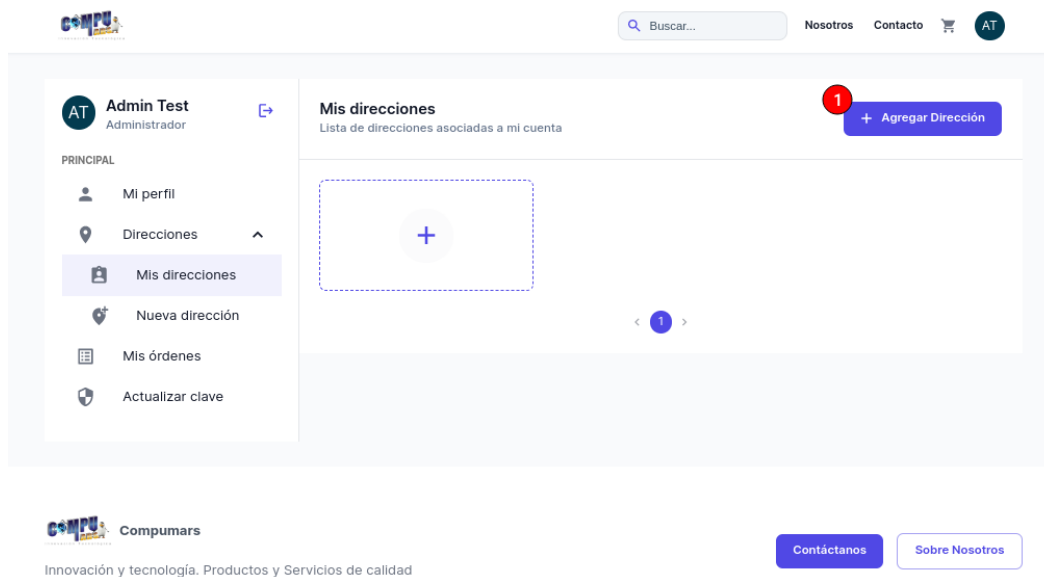 COMPU
Buscar...
Nosotros
Contacto
AT
AT
Admin Test
Administrador
PRINCIPAL
Mi perfil
Direcciones
Mis direcciones
Nueva dirección
Mis órdenes
Actualizar clave
Mis direcciones
Lista de direcciones asociadas a mi cuenta
1
+ Agregar Dirección
+
< 1 >
COMPU
Compumars
Innovación y tecnología. Productos y Servicios de calidad
Contáctanos
Sobre Nosotros